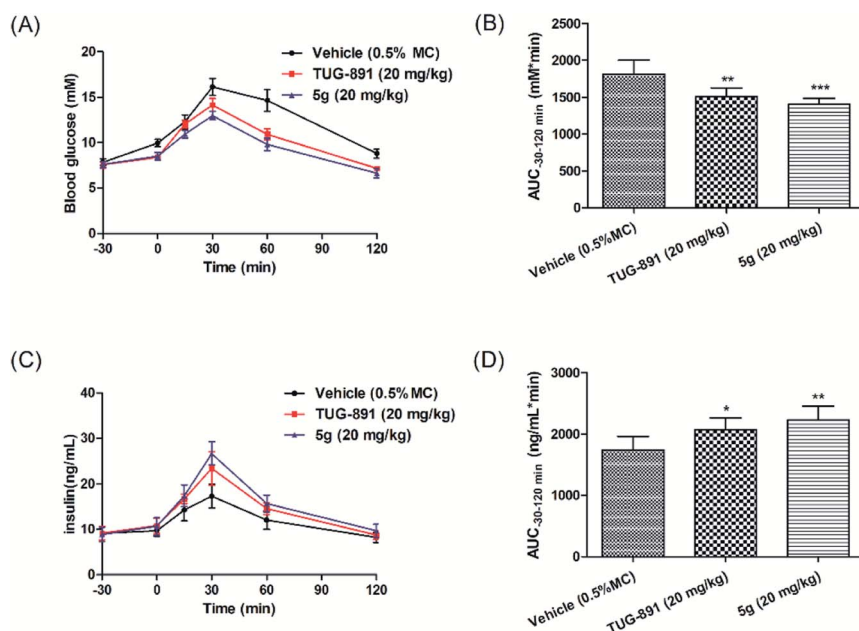 (A)
Vehicle (0.5% MC)
TUG-891 (20 mg/kg)
5g (20 mg/kg)
Blood glucose (mM)
20
15
10
5
0
-30 0 30 60 90 120
Time (min)
(B)
AUC-30-120 min (mM*min)
2500
2000
1500
1000
500
0
**
***
Vehicle (0.5%MC)
TUG-891 (20 mg/kg)
5g (20 mg/kg)
(C)
Vehicle (0.5% MC)
TUG-891 (20 mg/kg)
5g (20 mg/kg)
insulin(ng/mL)
40
30
20
10
0
-30 0 30 60 90 120
Time (min)
(D)
AUC-30-120 min (ng/mL*min)
3000
2000
1000
0
*
**
Vehicle (0.5%MC)
TUG-891 (20 mg/kg)
5g (20 mg/kg)